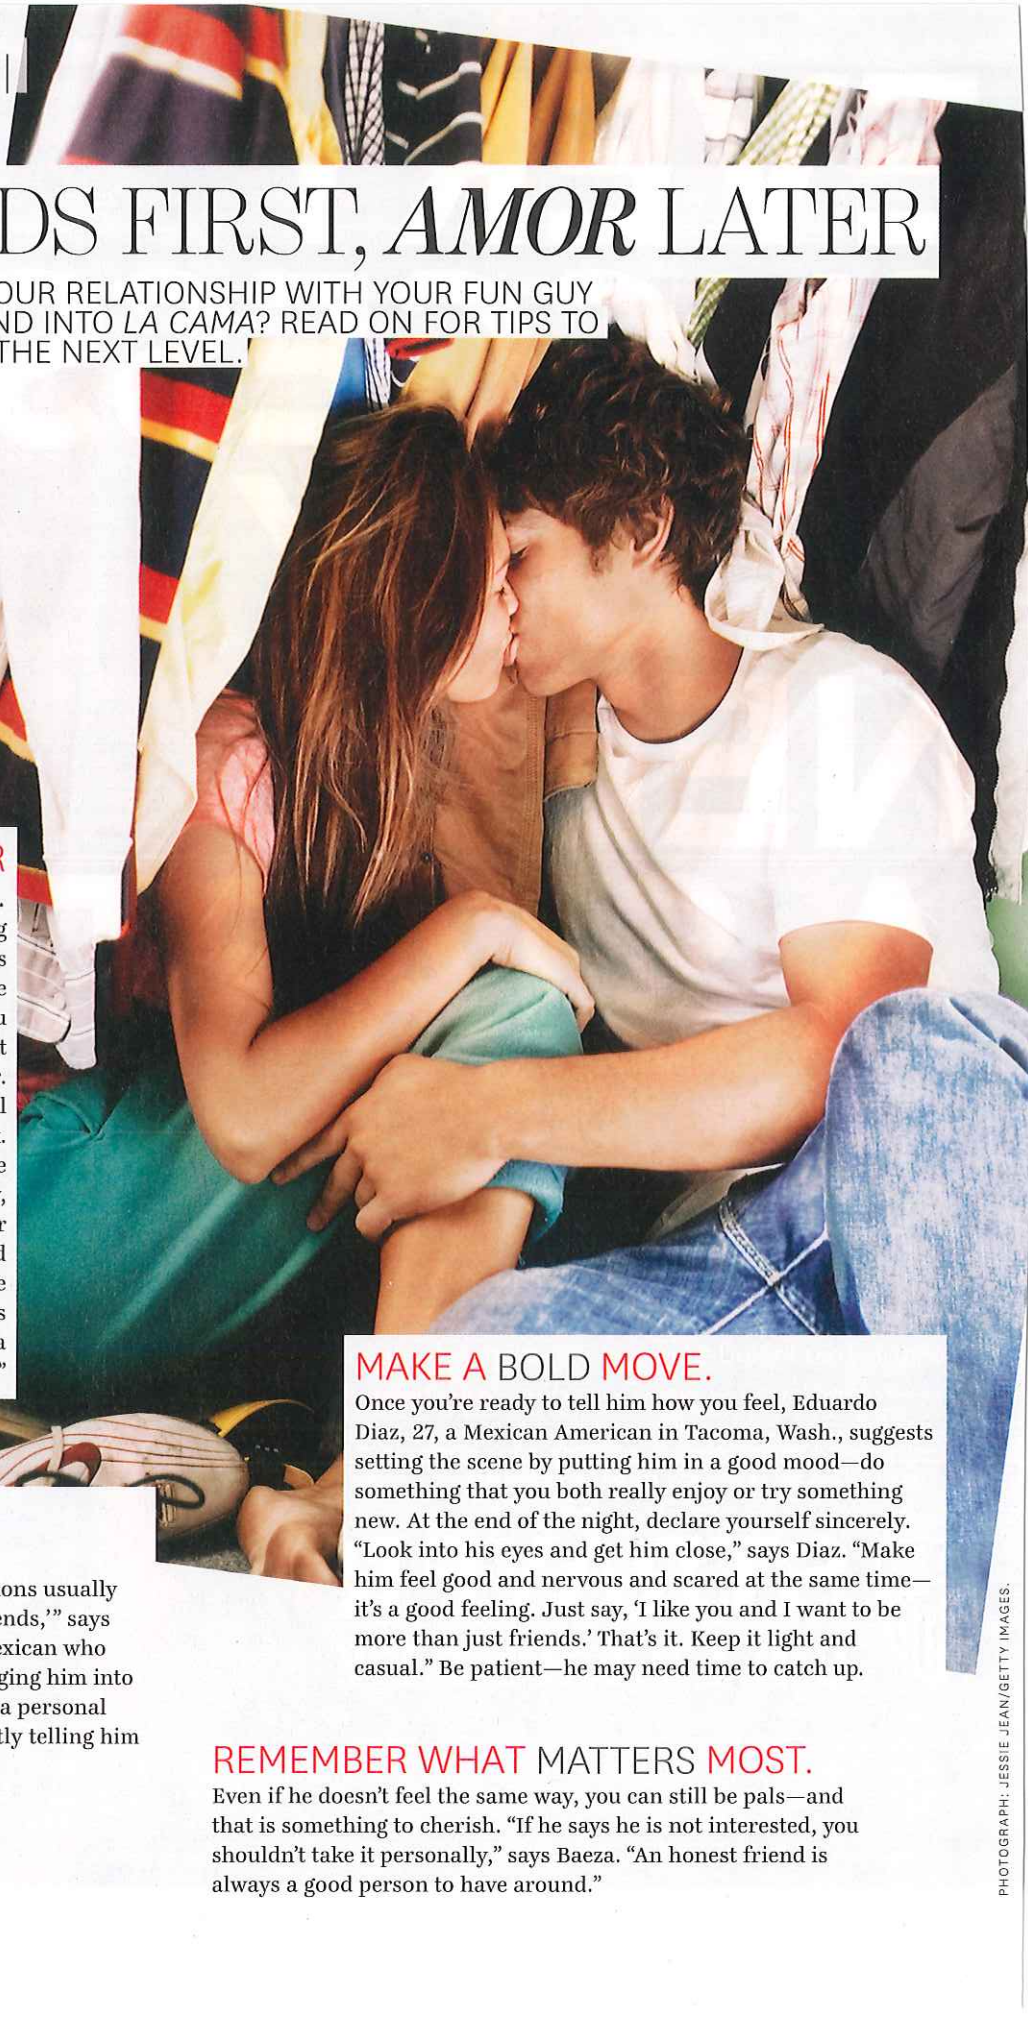 DS FIRST, AMOR LATER
OUR RELATIONSHIP WITH YOUR FUN GUY
ND INTO LA CAMA? READ ON FOR TIPS TO
THE NEXT LEVEL.
R
.
g
s
e
u
t
.
l
.
e
,
r
d
e
s
a
”
MAKE A BOLD MOVE.
Once you’re ready to tell him how you feel, Eduardo
Diaz, 27, a Mexican American in Tacoma, Wash., suggests
setting the scene by putting him in a good mood—do
something that you both really enjoy or try something
new. At the end of the night, declare yourself sincerely.
“Look into his eyes and get him close,” says Diaz. “Make
him feel good and nervous and scared at the same time—
it’s a good feeling. Just say, ‘I like you and I want to be
more than just friends.’ That’s it. Keep it light and
casual.” Be patient—he may need time to catch up.
ions usually
ends,’” says
exican who
ging him into
a personal
tly telling him
REMEMBER WHAT MATTERS MOST.
Even if he doesn’t feel the same way, you can still be pals—and
that is something to cherish. “If he says he is not interested, you
shouldn’t take it personally,” says Baeza. “An honest friend is
always a good person to have around.”
PHOTOGRAPH: JESSIE JEAN/GETTY IMAGES.